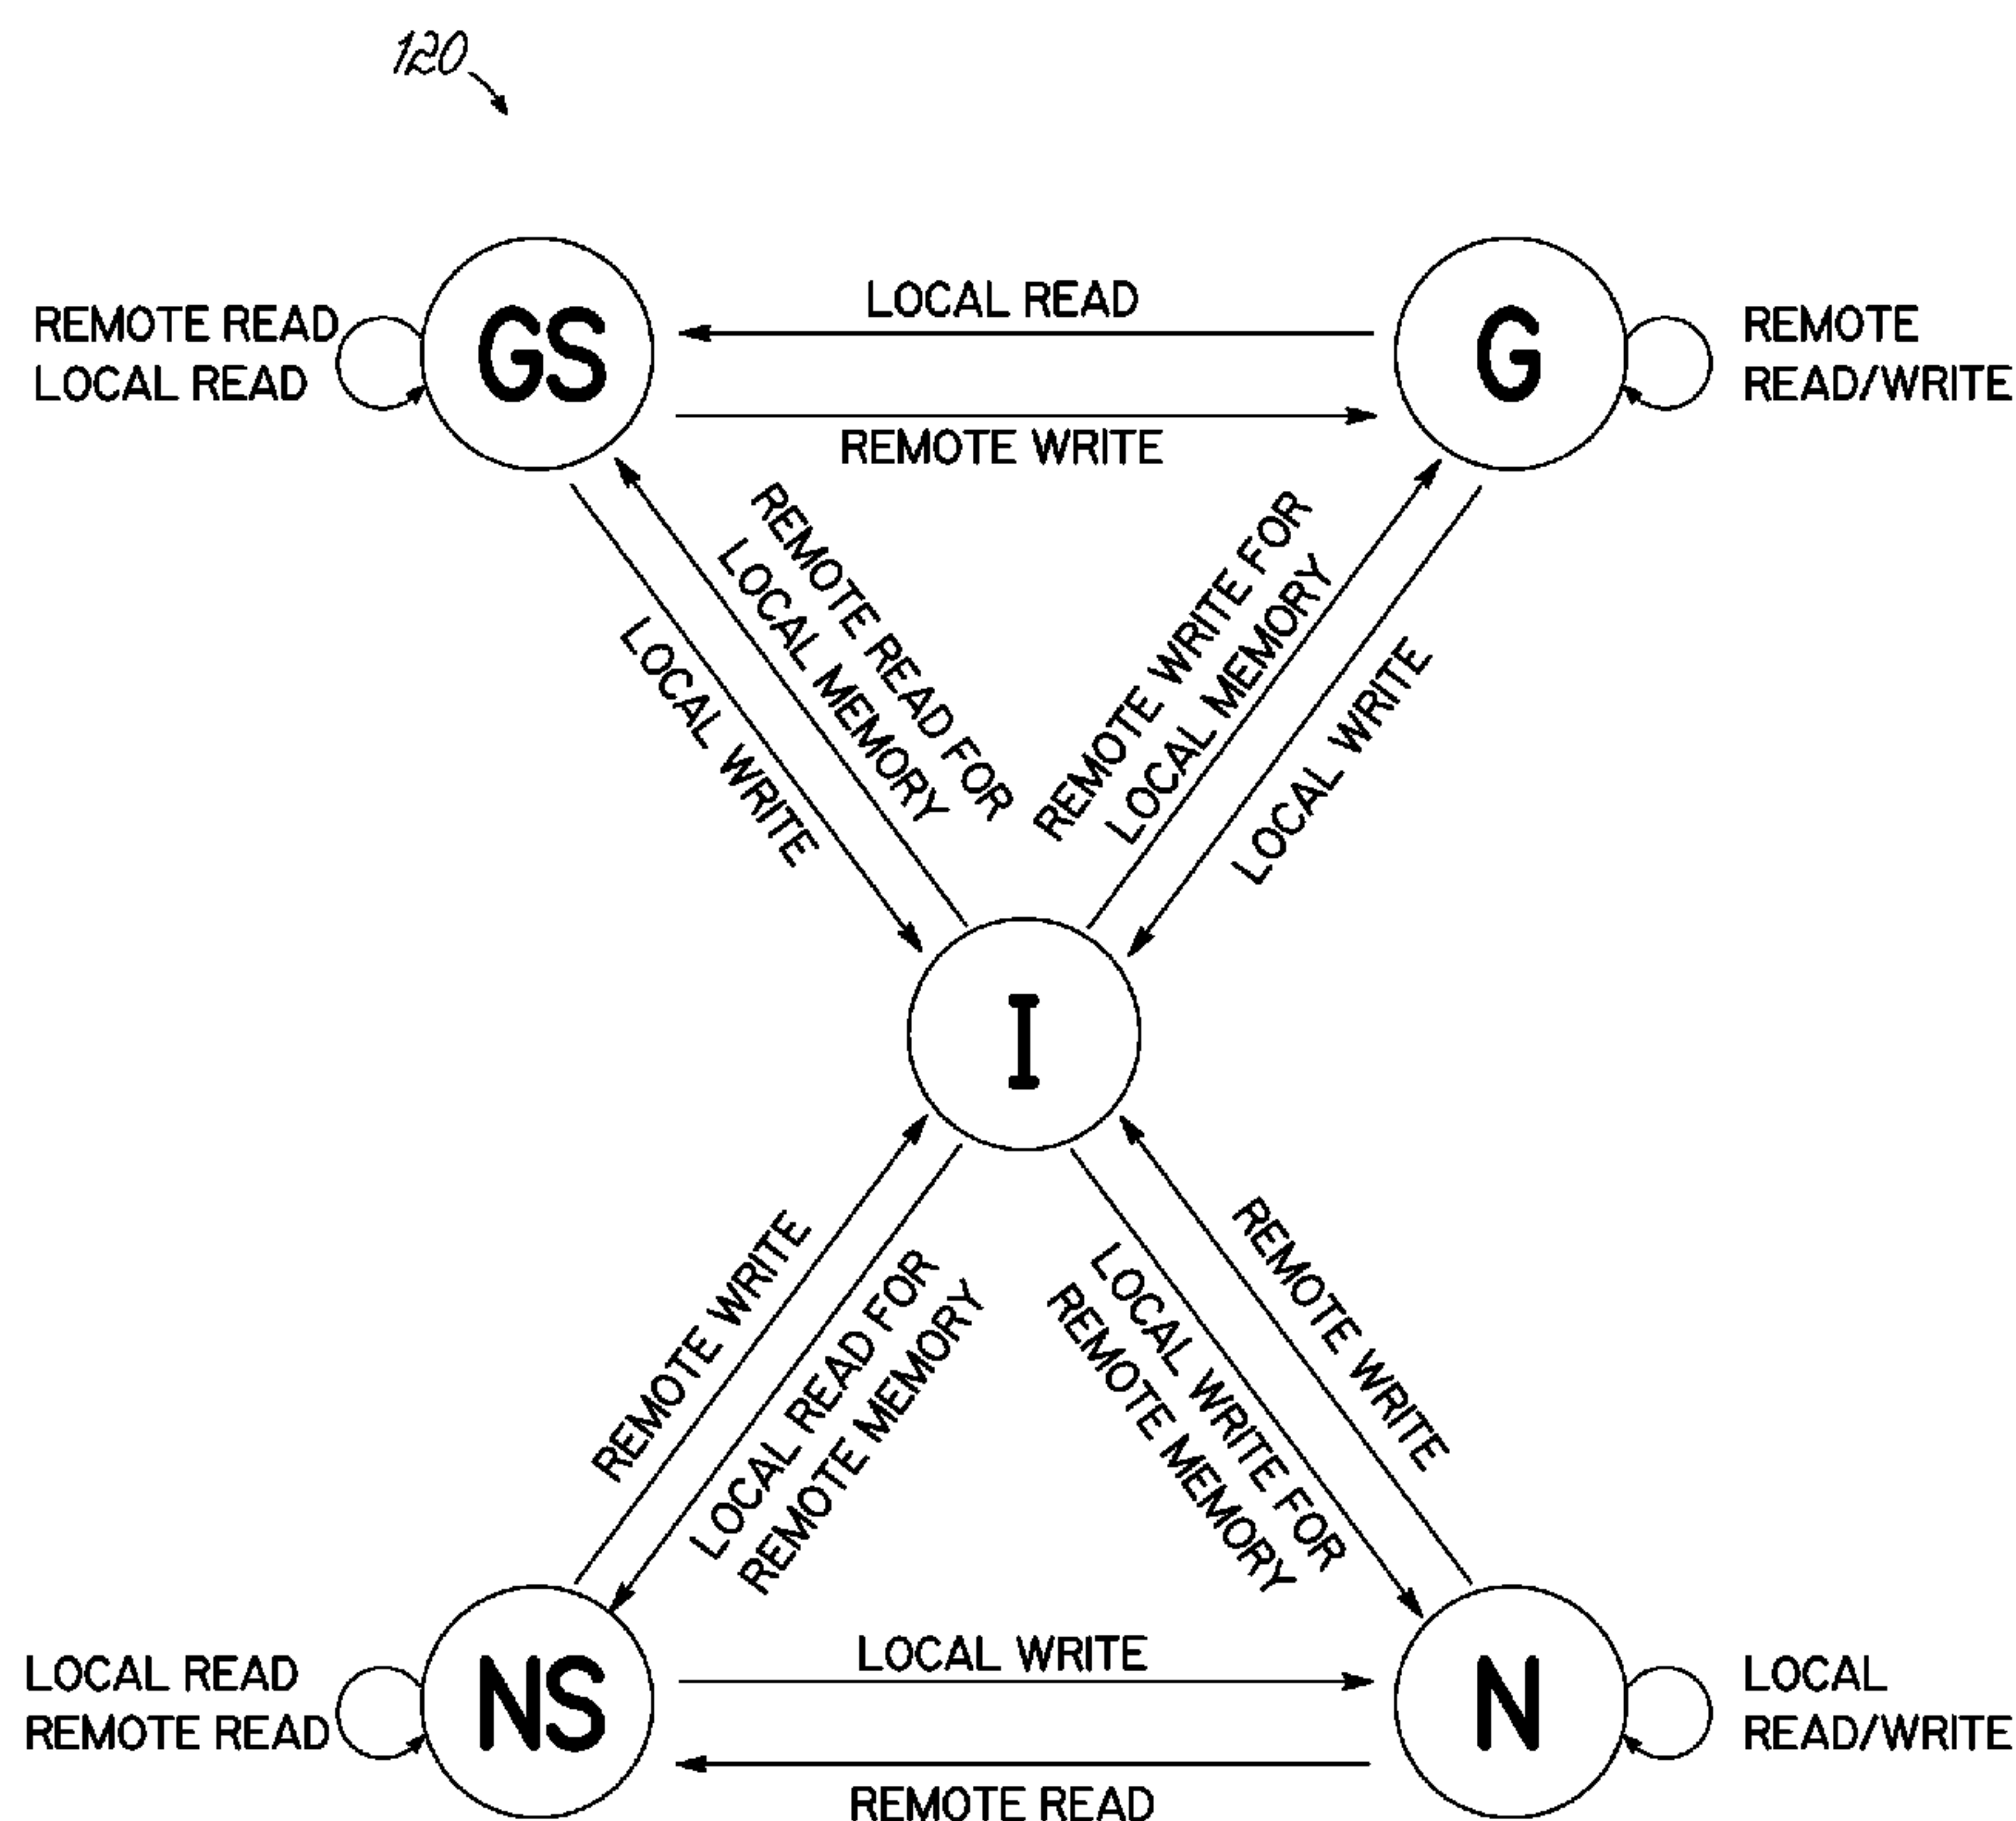 120
LOCAL READ
REMOTE READ
LOCAL READ
GS
G
REMOTE
READ/WRITE
REMOTE WRITE
REMOTE READ FOR
LOCAL MEMORY
LOCAL WRITE
REMOTE WRITE FOR
LOCAL MEMORY
LOCAL WRITE
I
REMOTE WRITE
LOCAL READ FOR
REMOTE MEMORY
LOCAL WRITE FOR
REMOTE MEMORY
REMOTE WRITE
LOCAL READ
REMOTE READ
NS
LOCAL WRITE
N
LOCAL
READ/WRITE
REMOTE READ